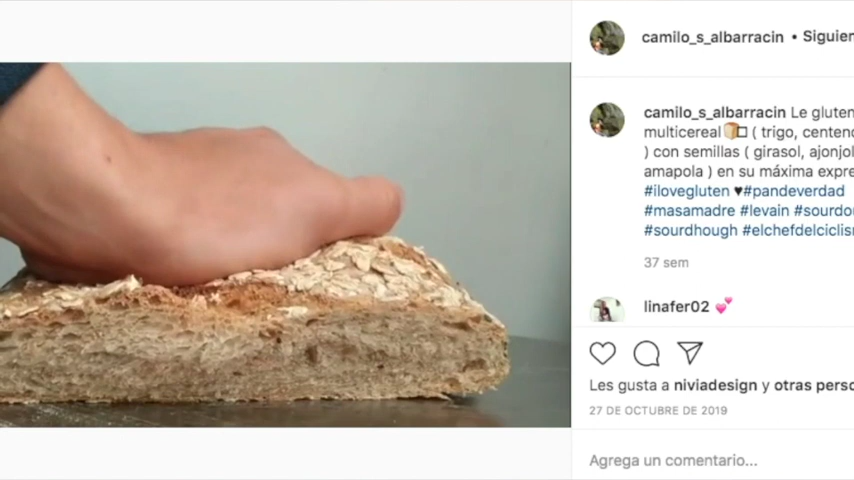 camilo_s_albarracin • Siguien
camilo_s_albarracin Le gluten
multicereal🍞□ ( trigo, centeno
) con semillas ( girasol, ajonjol
amapola ) en su máxima expre
#ilovegluten ♥#pandeverdad
#masamadre #levain #sourdou
#sourdhough #elchefdelciclism
37 sem
linafer02 💕
Les gusta a niviadesign y otras perso
27 DE OCTUBRE DE 2019
Agrega un comentario...